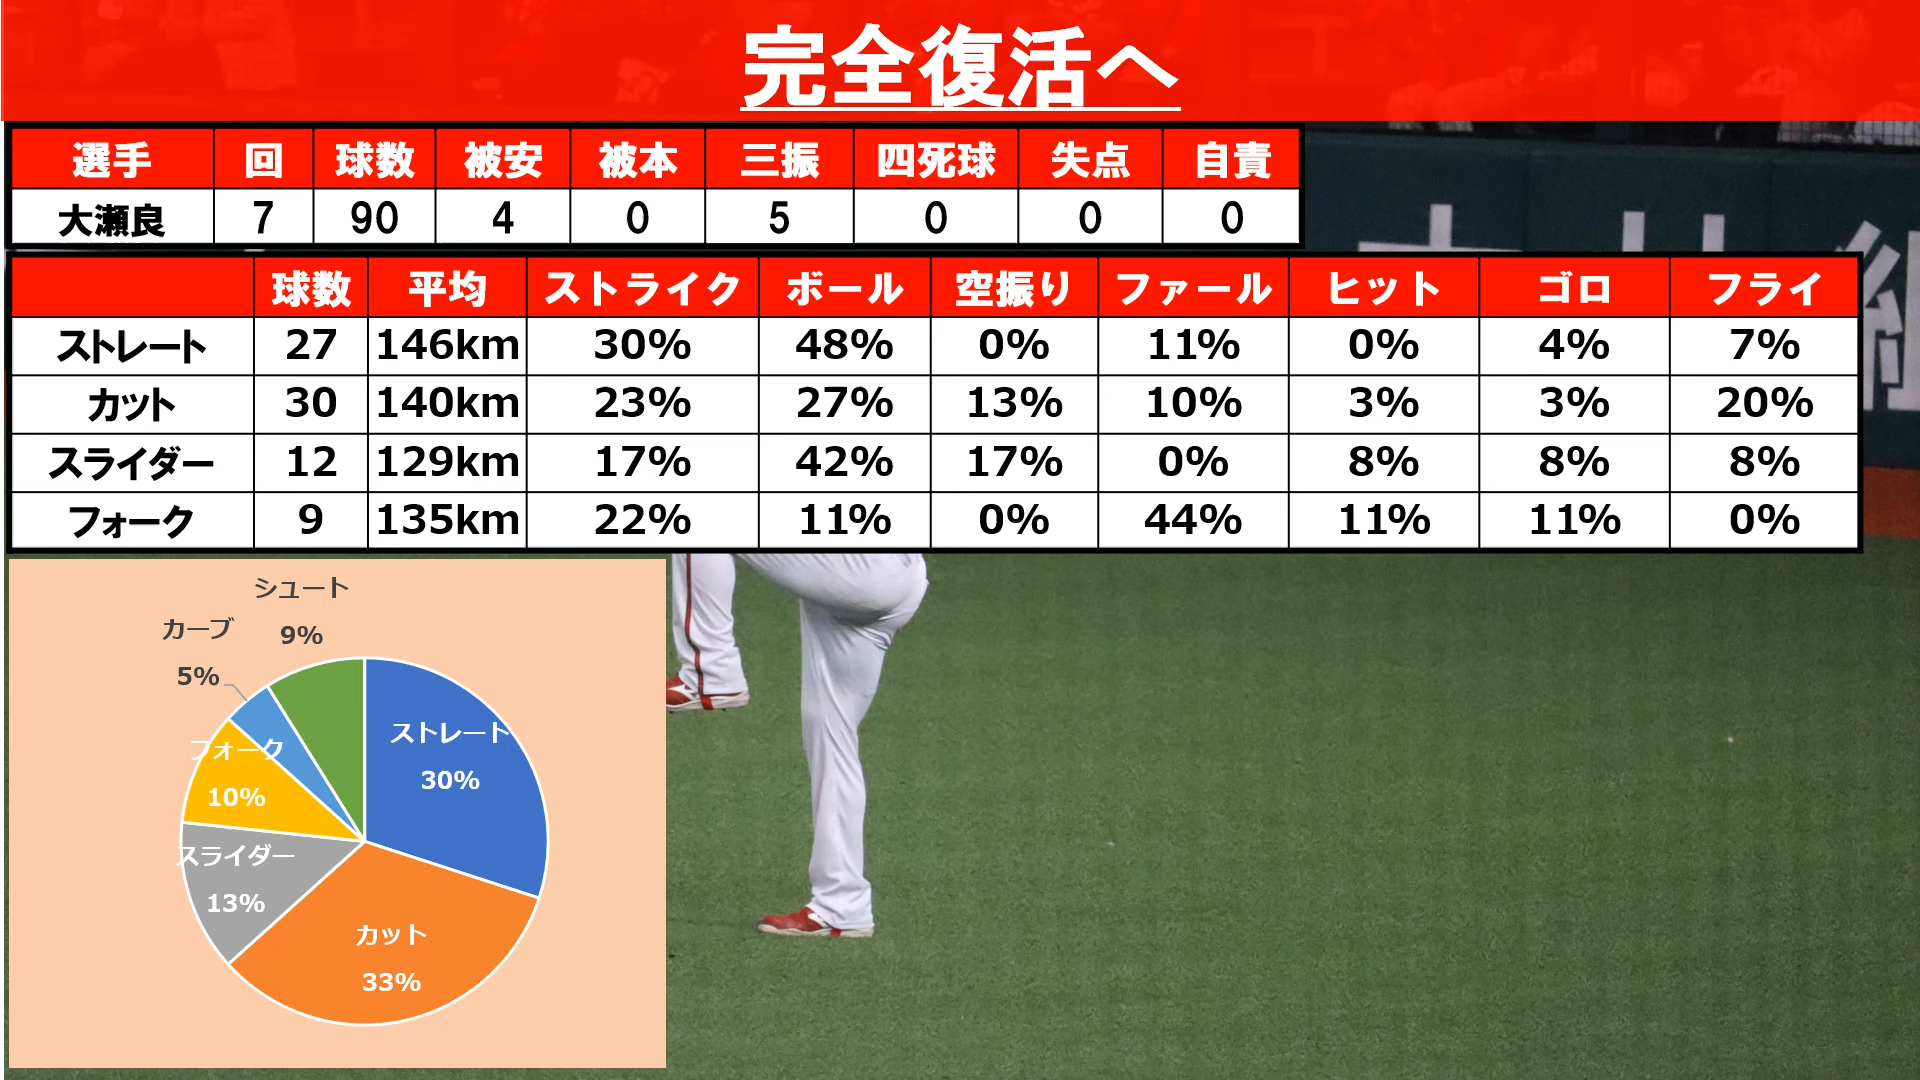 完全復活へ
選手 回 球数 被安 被本 三振 四死球 失点 自責
大瀬良 7 90 4 0 5 0 0 0
球数 平均 ストライク ボール 空振り ファール ヒット ゴロ フライ
ストレート 27 146km 30% 48% 0% 11% 0% 4% 7%
カット 30 140km 23% 27% 13% 10% 3% 3% 20%
スライダー 12 129km 17% 42% 17% 0% 8% 8% 8%
フォーク 9 135km 22% 11% 0% 44% 11% 11% 0%
シュート
9%
カーブ
5%
ストレート
30%
フォーク
10%
スライダー
13%
カット
33%